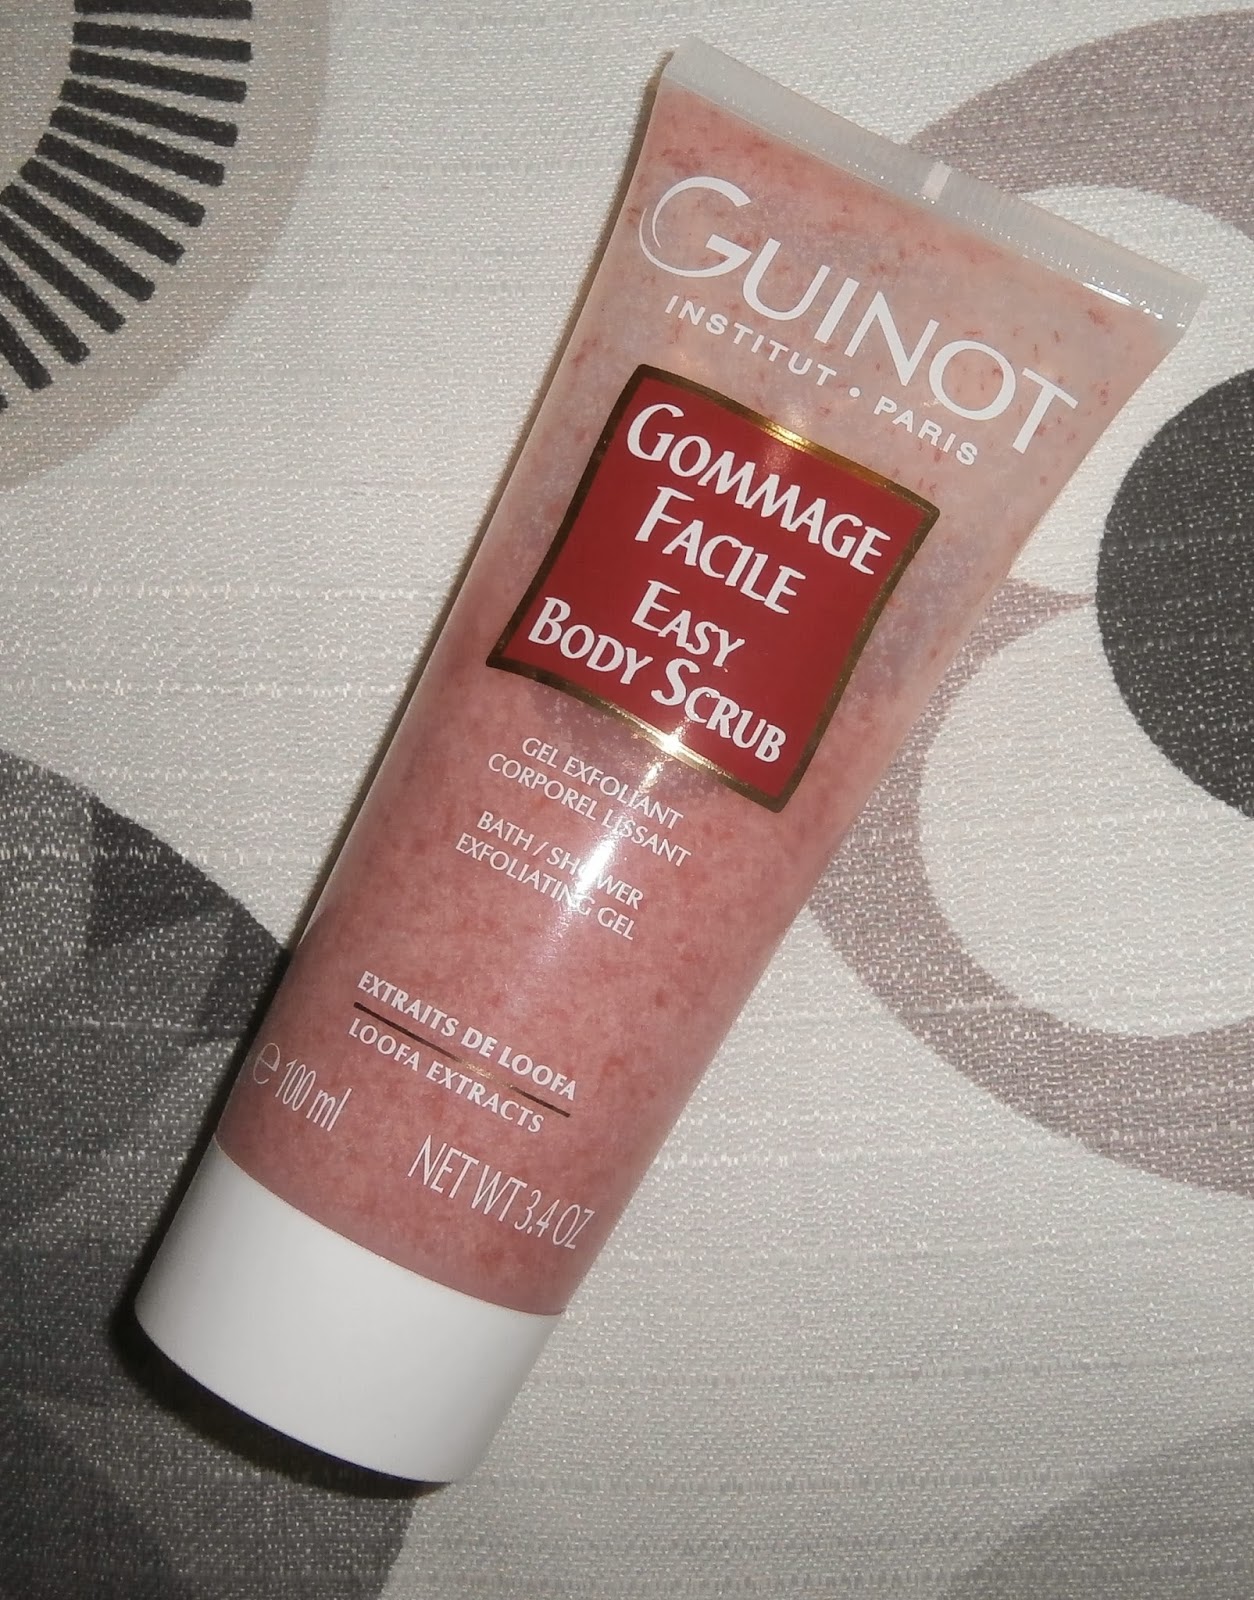 GUINOT
INSTITUT • PARIS
GOMMAGE
FACILE
EASY
BODY SCRUB
GEL EXFOLIANT
CORPOREL LISSANT
BATH / SHOWER
EXFOLIATING GEL
EXTRAITS DE LOOFA
LOOFA EXTRACTS
℮ 100 ml
NET WT 3.4 OZ